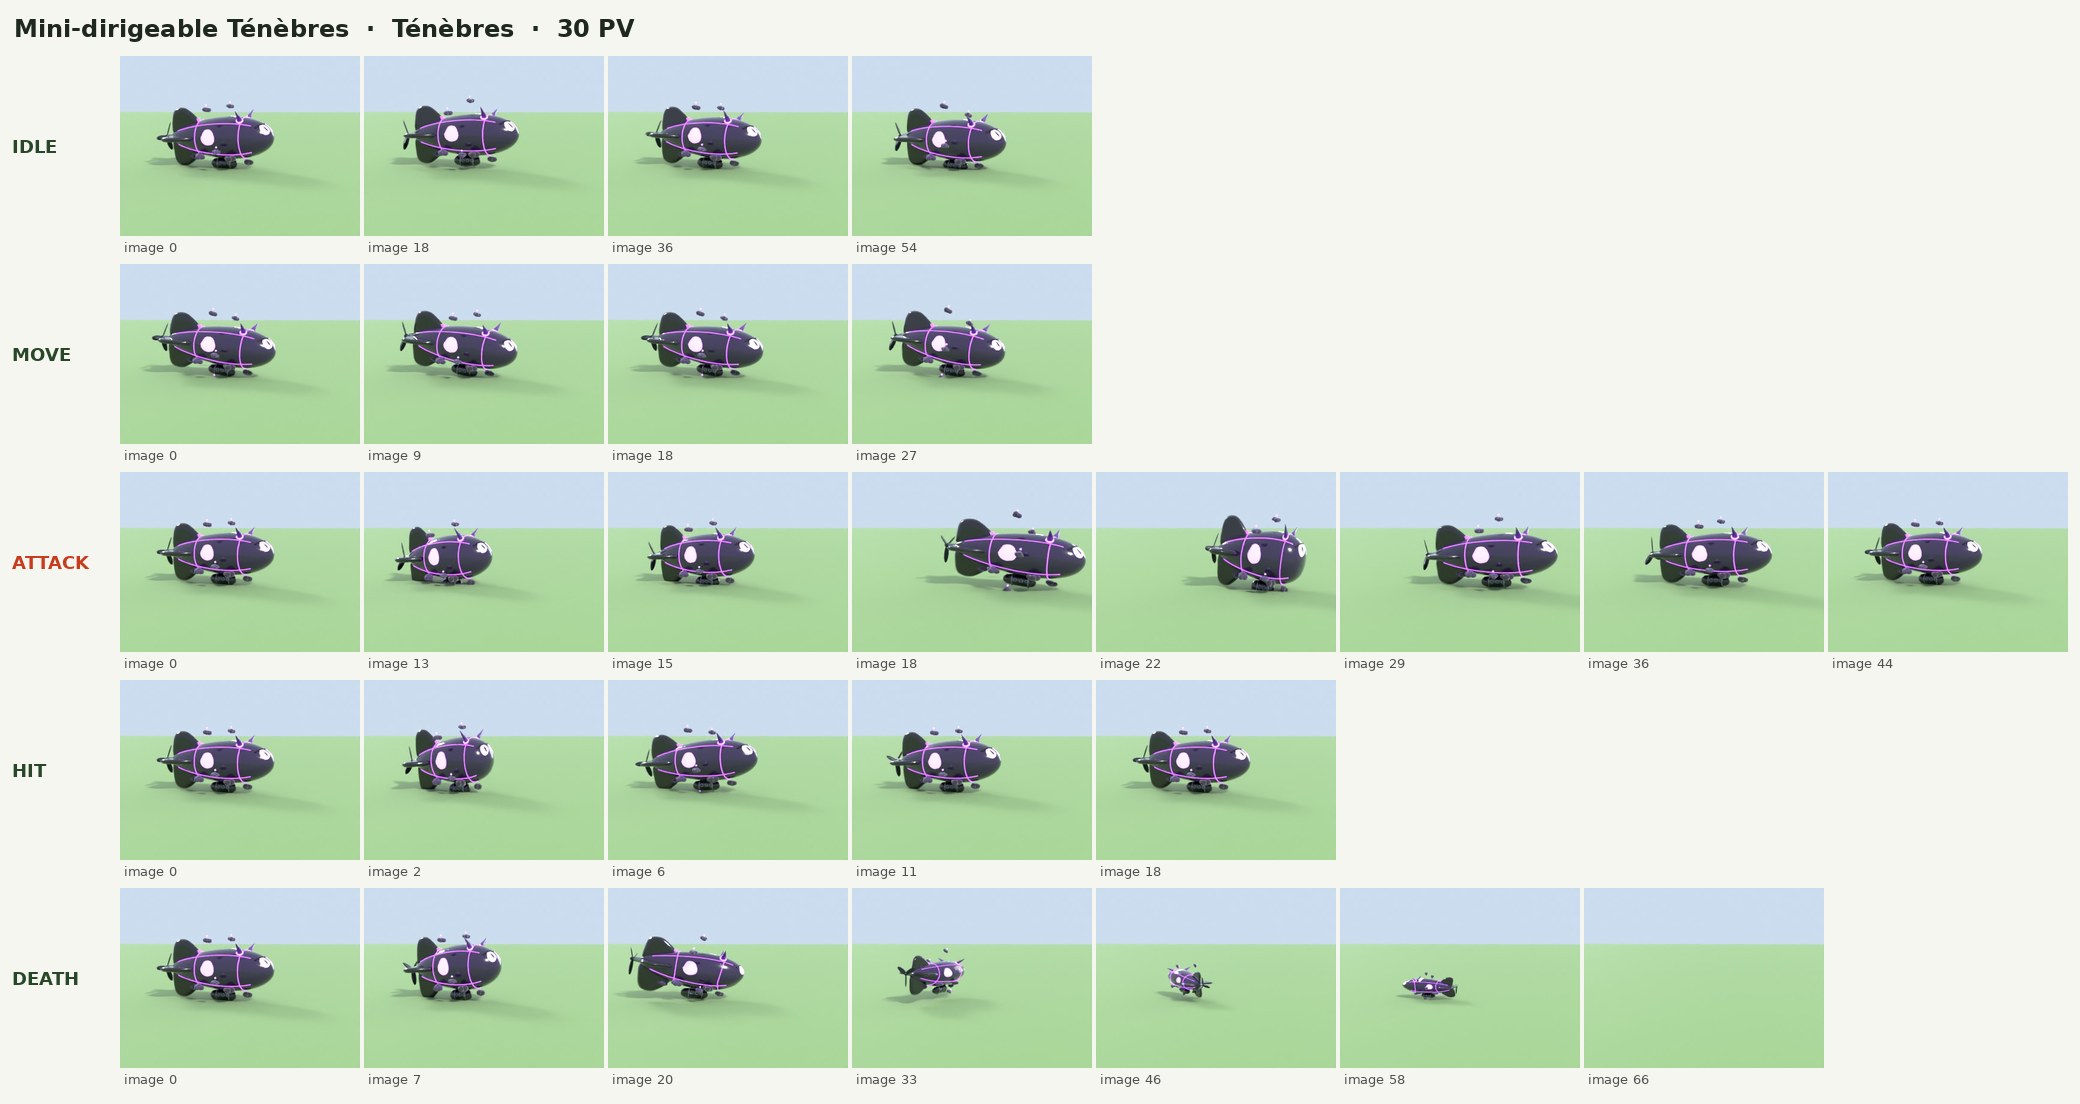 Mini-dirigeable Ténèbres · Ténèbres · 30 PV
IDLE
image 0 image 18 image 36 image 54
MOVE
image 0 image 9 image 18 image 27
ATTACK
image 0 image 13 image 15 image 18 image 22 image 29 image 36 image 44
HIT
image 0 image 2 image 6 image 11 image 18
DEATH
image 0 image 7 image 20 image 33 image 46 image 58 image 66